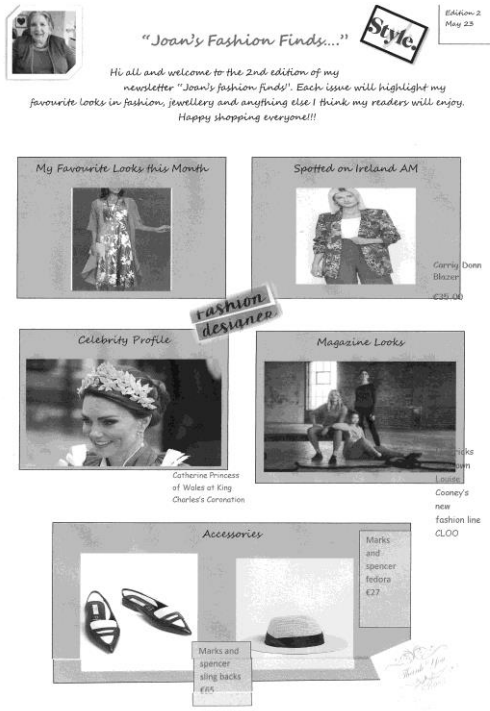 "Joan's Fashion Finds...."
Style.
Edition 2
May 23
Hi all and welcome to the 2nd edition of my
newsletter "Joan's fashion finds". Each issue will highlight my
favourite looks in fashion, jewellery and anything else I think my readers will enjoy.
Happy shopping everyone!!!
My Favourite Looks this Month
Spotted on Ireland AM
Carrig Donn
Blazer
€35.00
Fashion
designer
Celebrity Profile
Catherine Princess
of Wales at King
Charles's Coronation
Magazine Looks
Louise
Cooney's
new
fashion line
CLOO
Accessories
Marks
and
spencer
fedora
€27
Marks and
spencer
sling backs
€65
Thank You